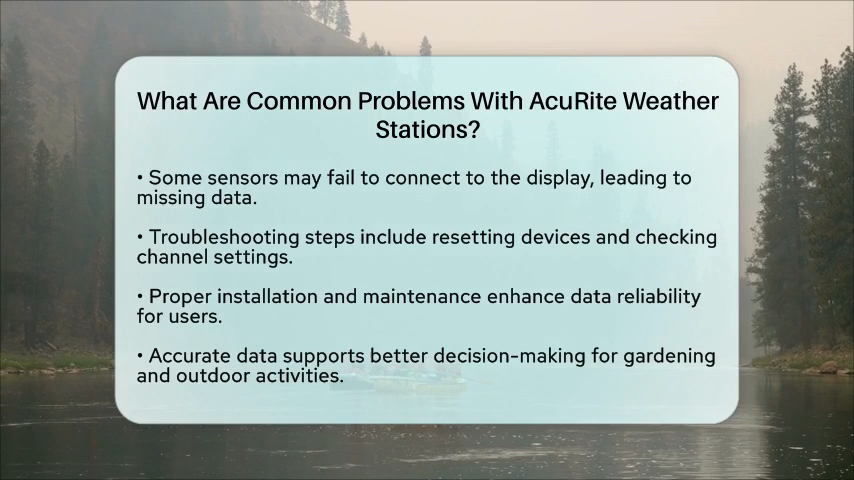 What Are Common Problems With AcuRite Weather
Stations?
• Some sensors may fail to connect to the display, leading to
missing data.
• Troubleshooting steps include resetting devices and checking
channel settings.
• Proper installation and maintenance enhance data reliability
for users.
• Accurate data supports better decision-making for gardening
and outdoor activities.